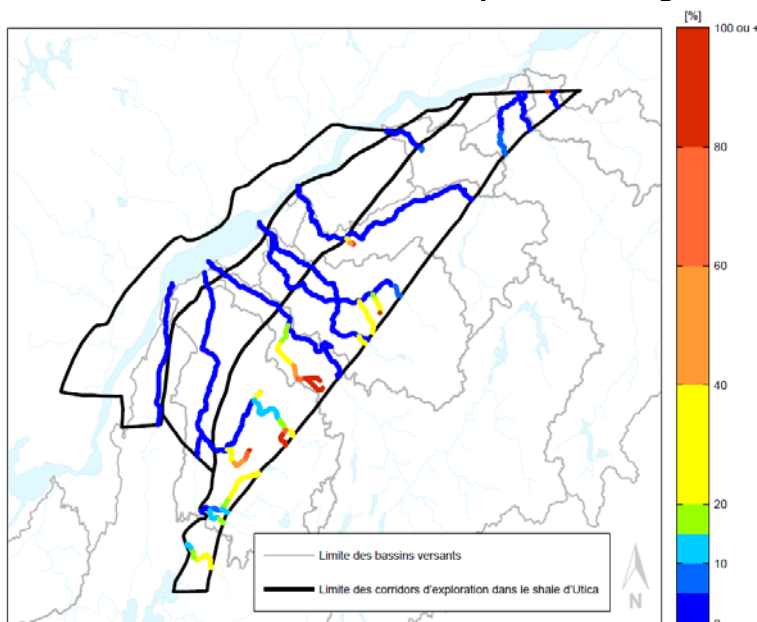 [%]
100 ou +
80
60
40
20
10
0
Limite des bassins versants
Limite des corridors d'exploration dans le shale d'Utica
N